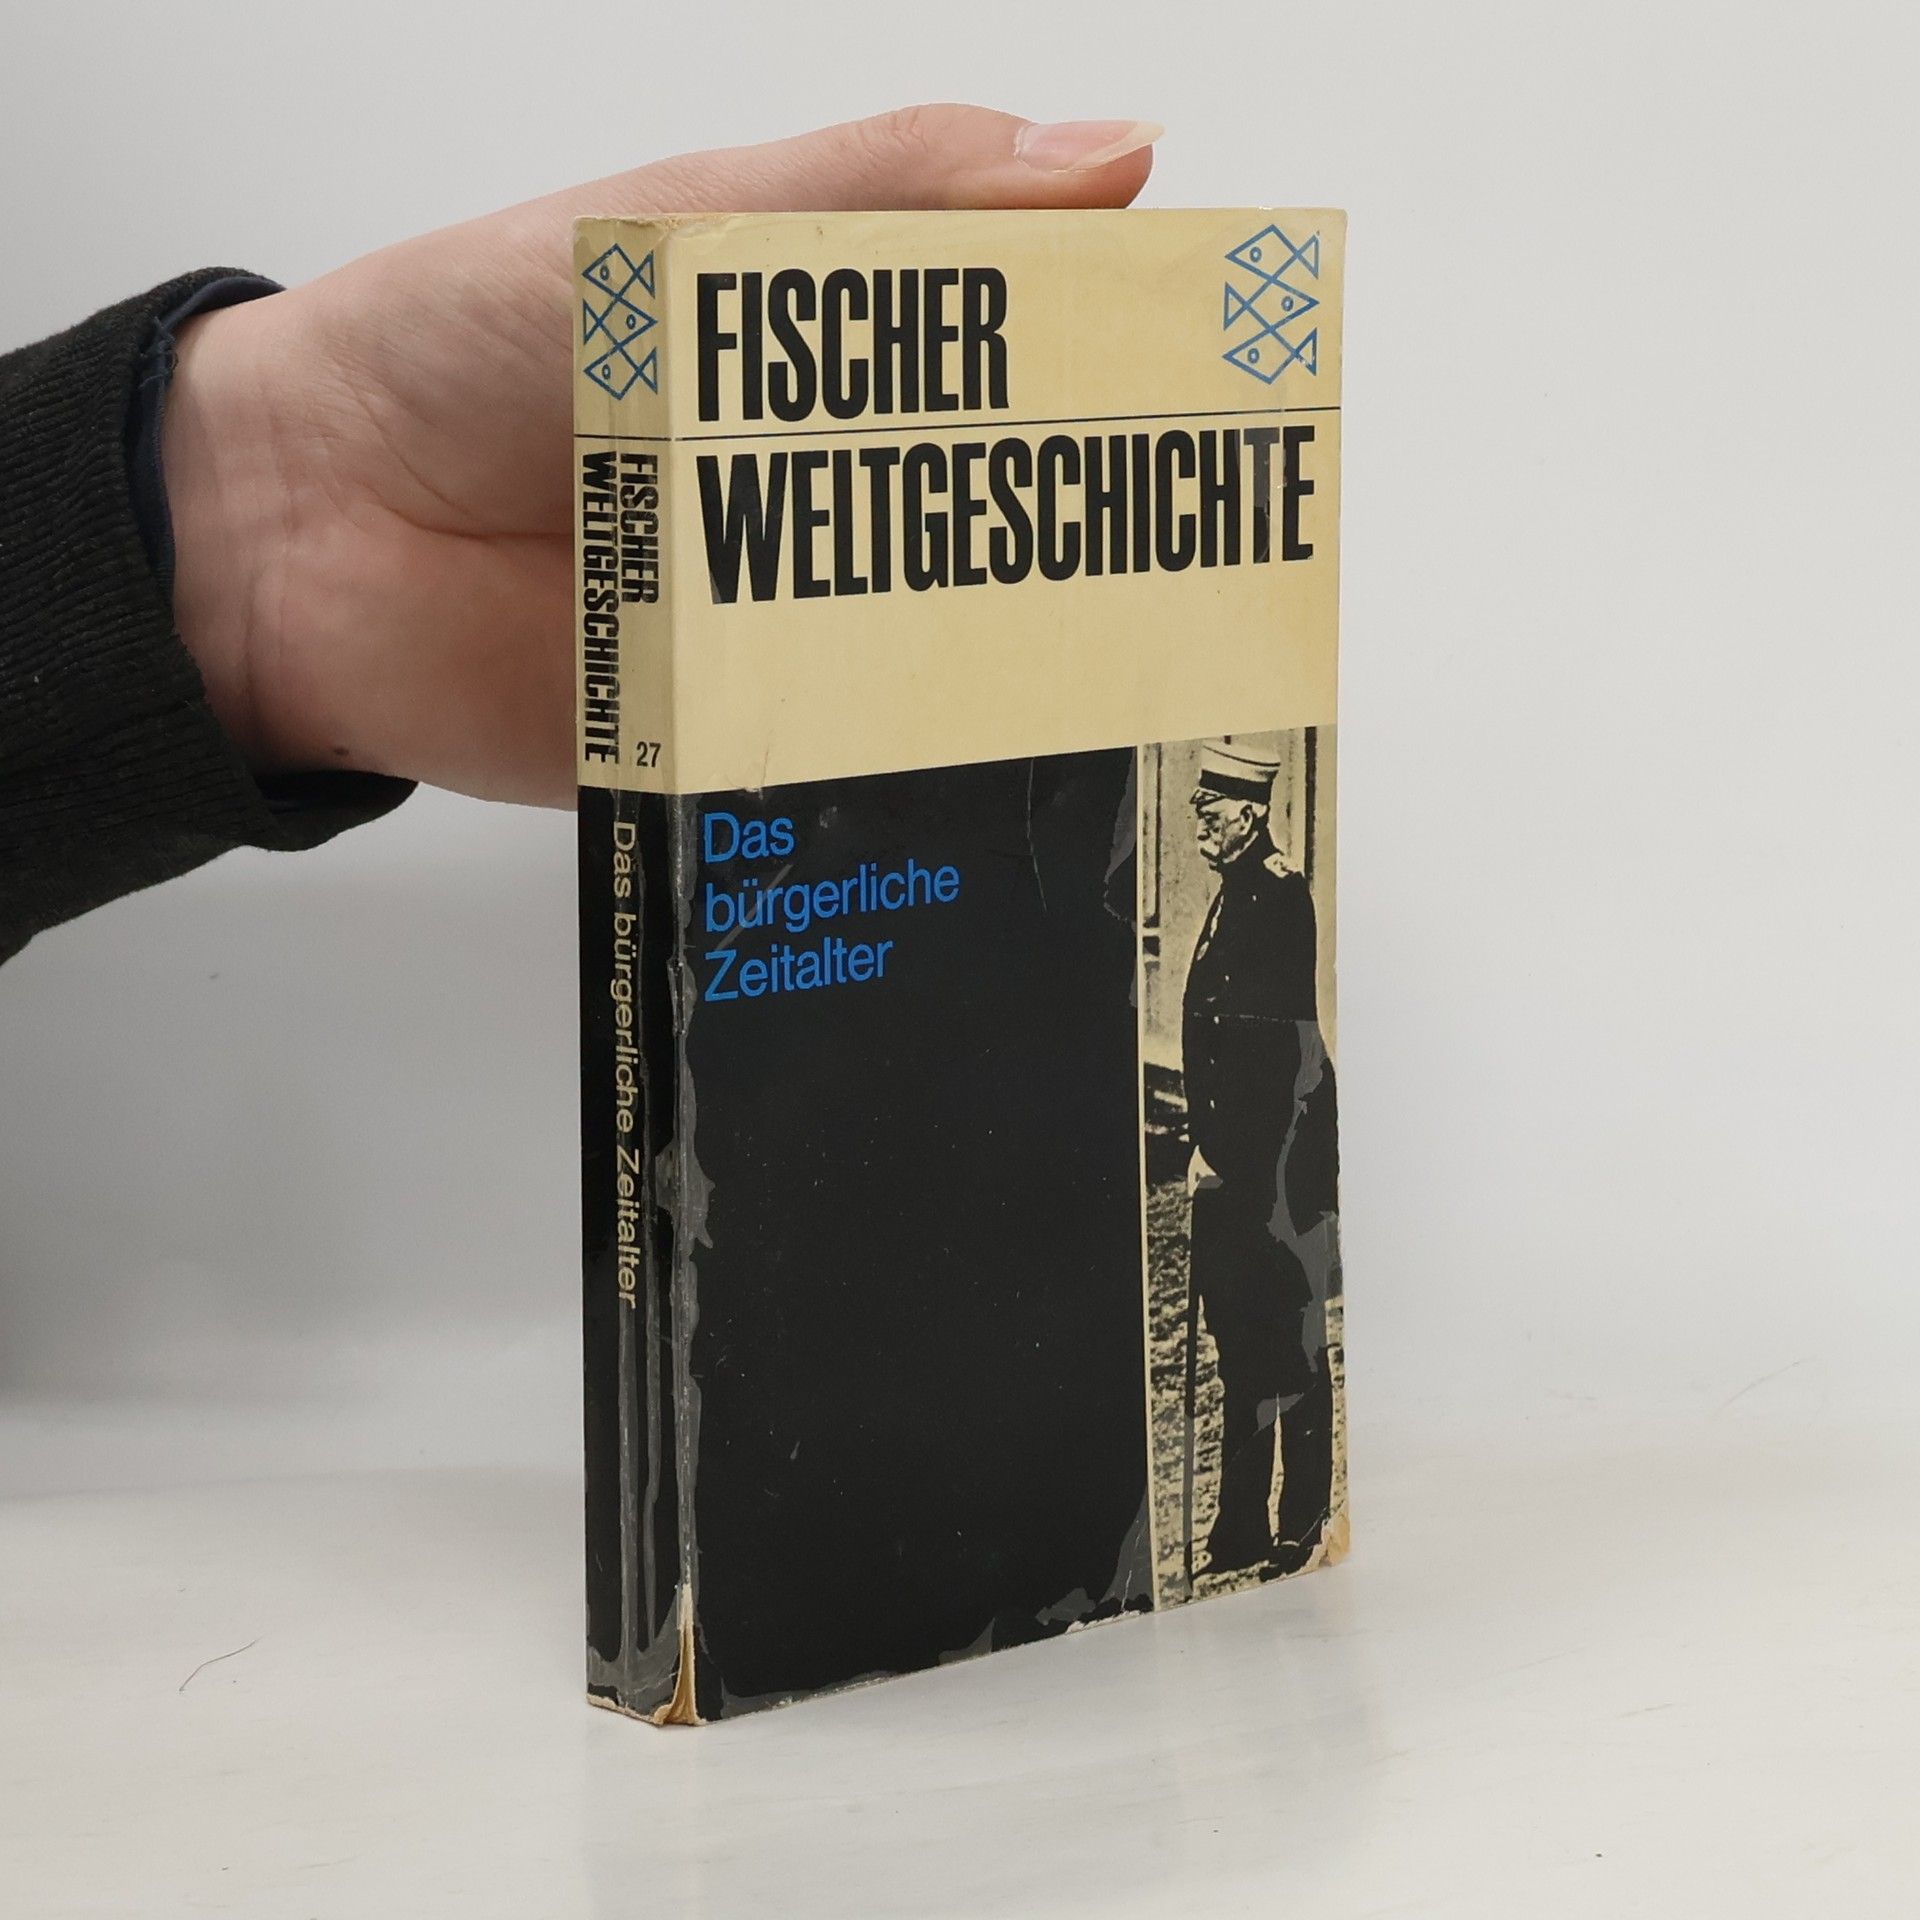 FISCHER
WELTGESCHICHTE
Das
bürgerliche
Zeitalter
FISCHER
WELTGESCHICHTE
27
Das bürgerliche Zeitalter